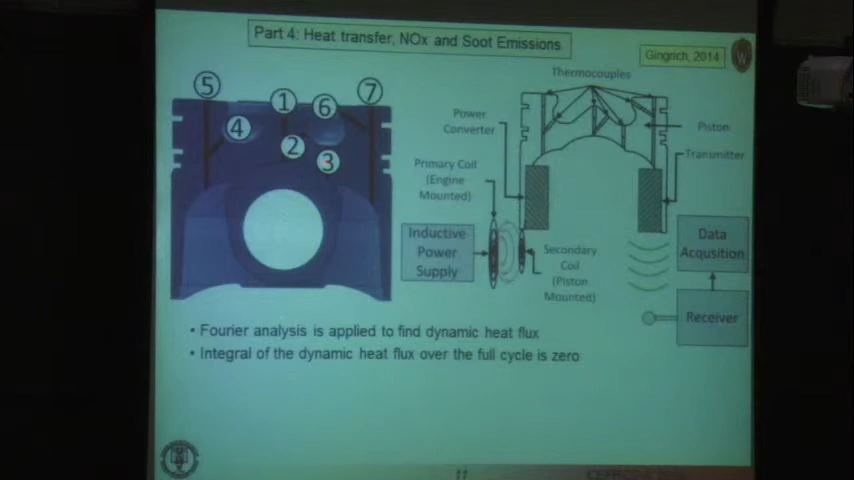 Part 4: Heat transfer, NOx and Soot Emissions
Gingrich, 2014
W
5
1
6
7
4
2
3
Thermocouples
Power
Converter
Piston
Primary Coil
(Engine
Mounted)
Transmitter
Inductive
Power
Supply
Secondary
Coil
(Piston
Mounted)
Data
Acqusition
Receiver
• Fourier analysis is applied to find dynamic heat flux
• Integral of the dynamic heat flux over the full cycle is zero
11